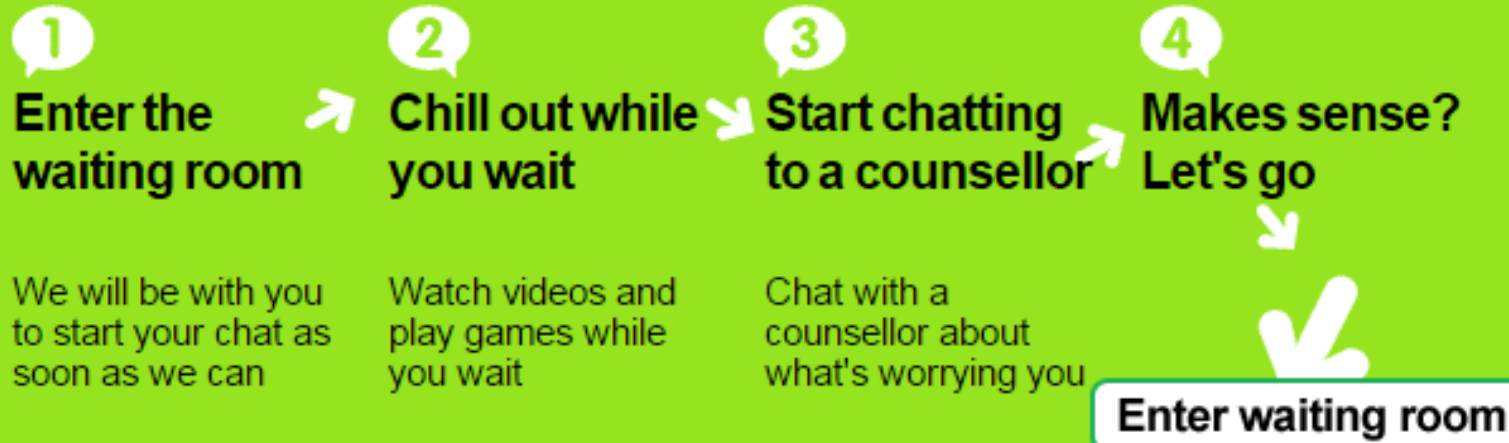 1
Enter the
waiting room
We will be with you
to start your chat as
soon as we can
2
Chill out while
you wait
Watch videos and
play games while
you wait
3
Start chatting
to a counsellor
Chat with a
counsellor about
what's worrying you
4
Makes sense?
Let's go
Enter waiting room